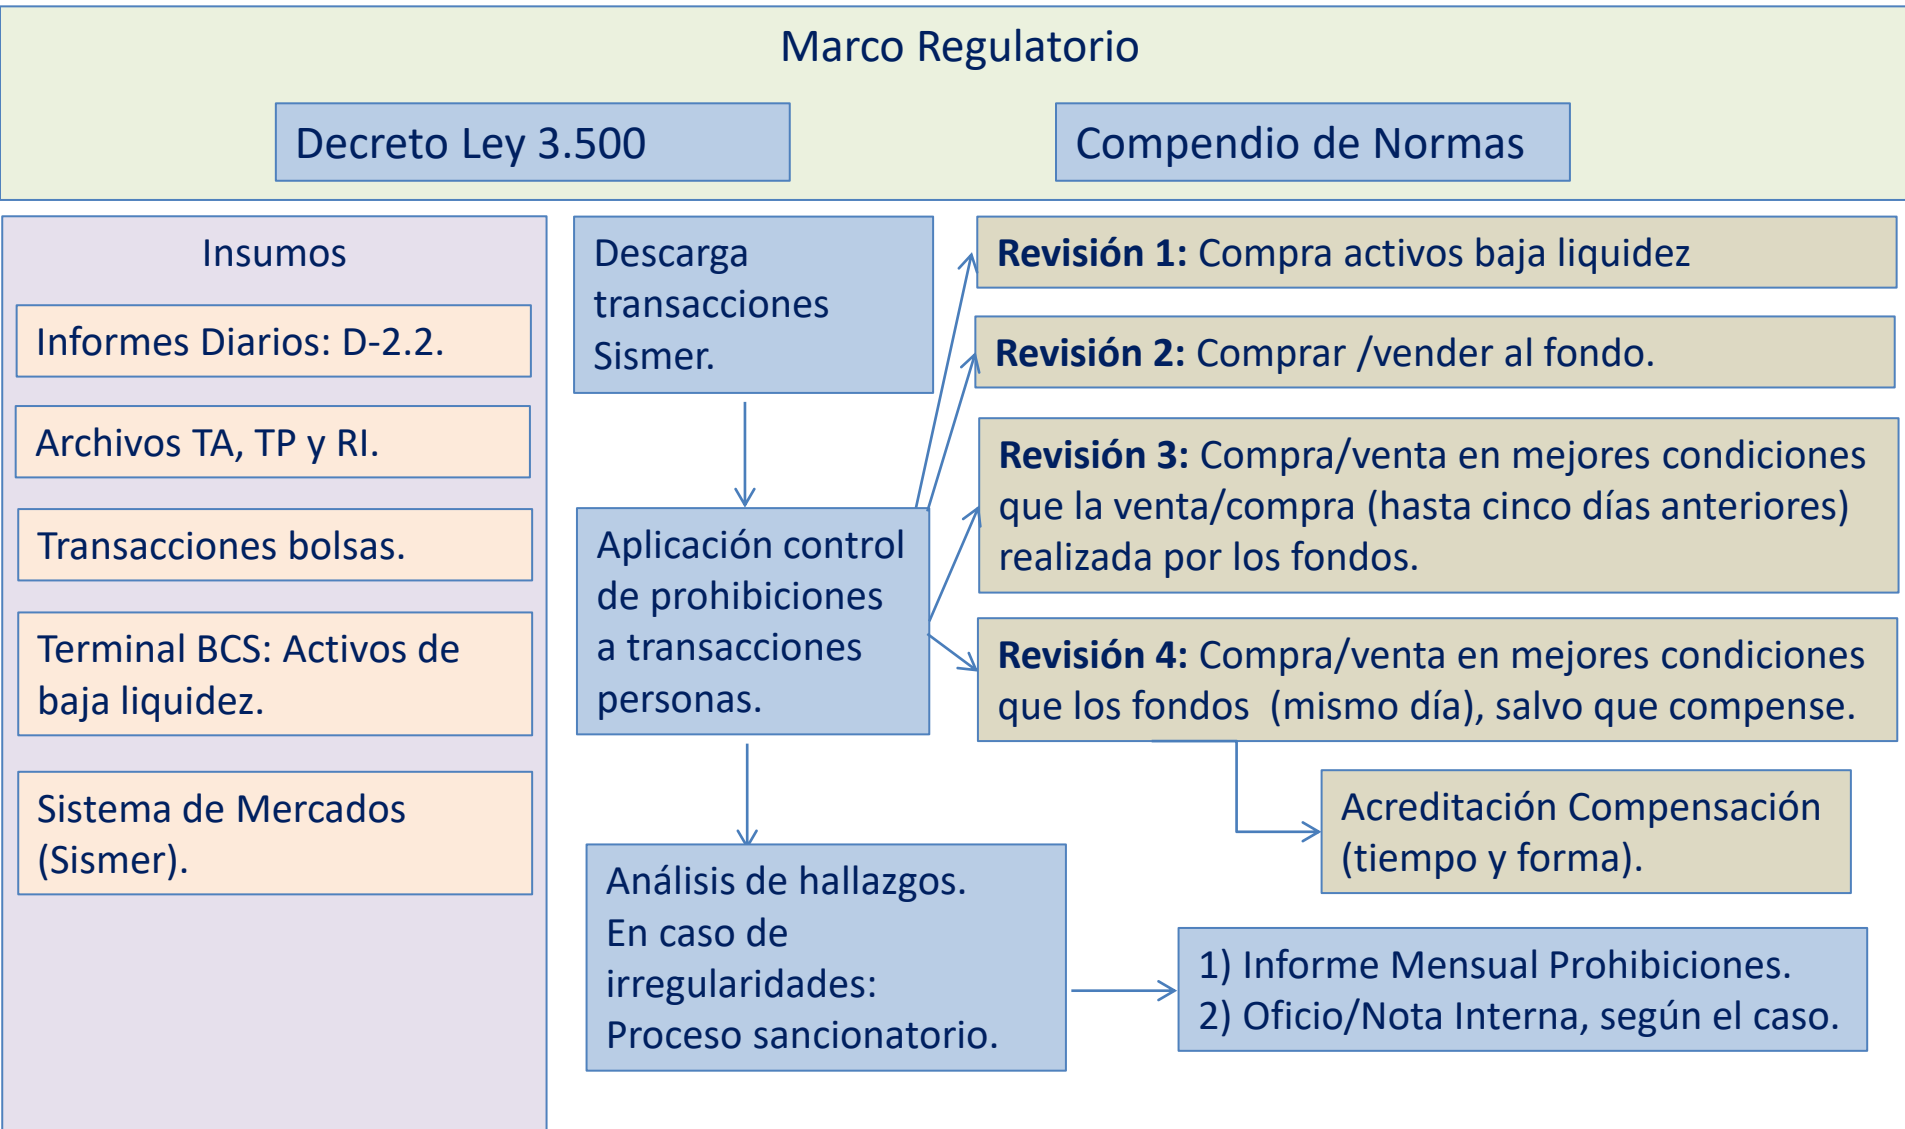 Marco Regulatorio
Decreto Ley 3.500
Compendio de Normas
Insumos
Informes Diarios: D-2.2.
Archivos TA, TP y RI.
Transacciones bolsas.
Terminal BCS: Activos de
baja liquidez.
Sistema de Mercados
(Sismer).
Descarga
transacciones
Sismer.
Aplicación control
de prohibiciones
a transacciones
personas.
Revisión 1: Compra activos baja liquidez
Revisión 2: Comprar /vender al fondo.
Revisión 3: Compra/venta en mejores condiciones
que la venta/compra (hasta cinco días anteriores)
realizada por los fondos.
Revisión 4: Compra/venta en mejores condiciones
que los fondos  (mismo día), salvo que compense.
Acreditación Compensación
(tiempo y forma).
Análisis de hallazgos.
En caso de
irregularidades:
Proceso sancionatorio.
1) Informe Mensual Prohibiciones.
2) Oficio/Nota Interna, según el caso.